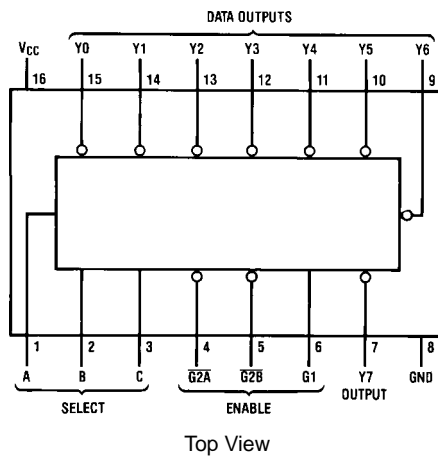 DATA OUTPUTS
VCC Y0 Y1 Y2 Y3 Y4 Y5 Y6
16 15 14 13 12 11 10 9
1 2 3 4 5 6 7 8
A B C G2A G2B G1 Y7 GND
OUTPUT
SELECT ENABLE
Top View